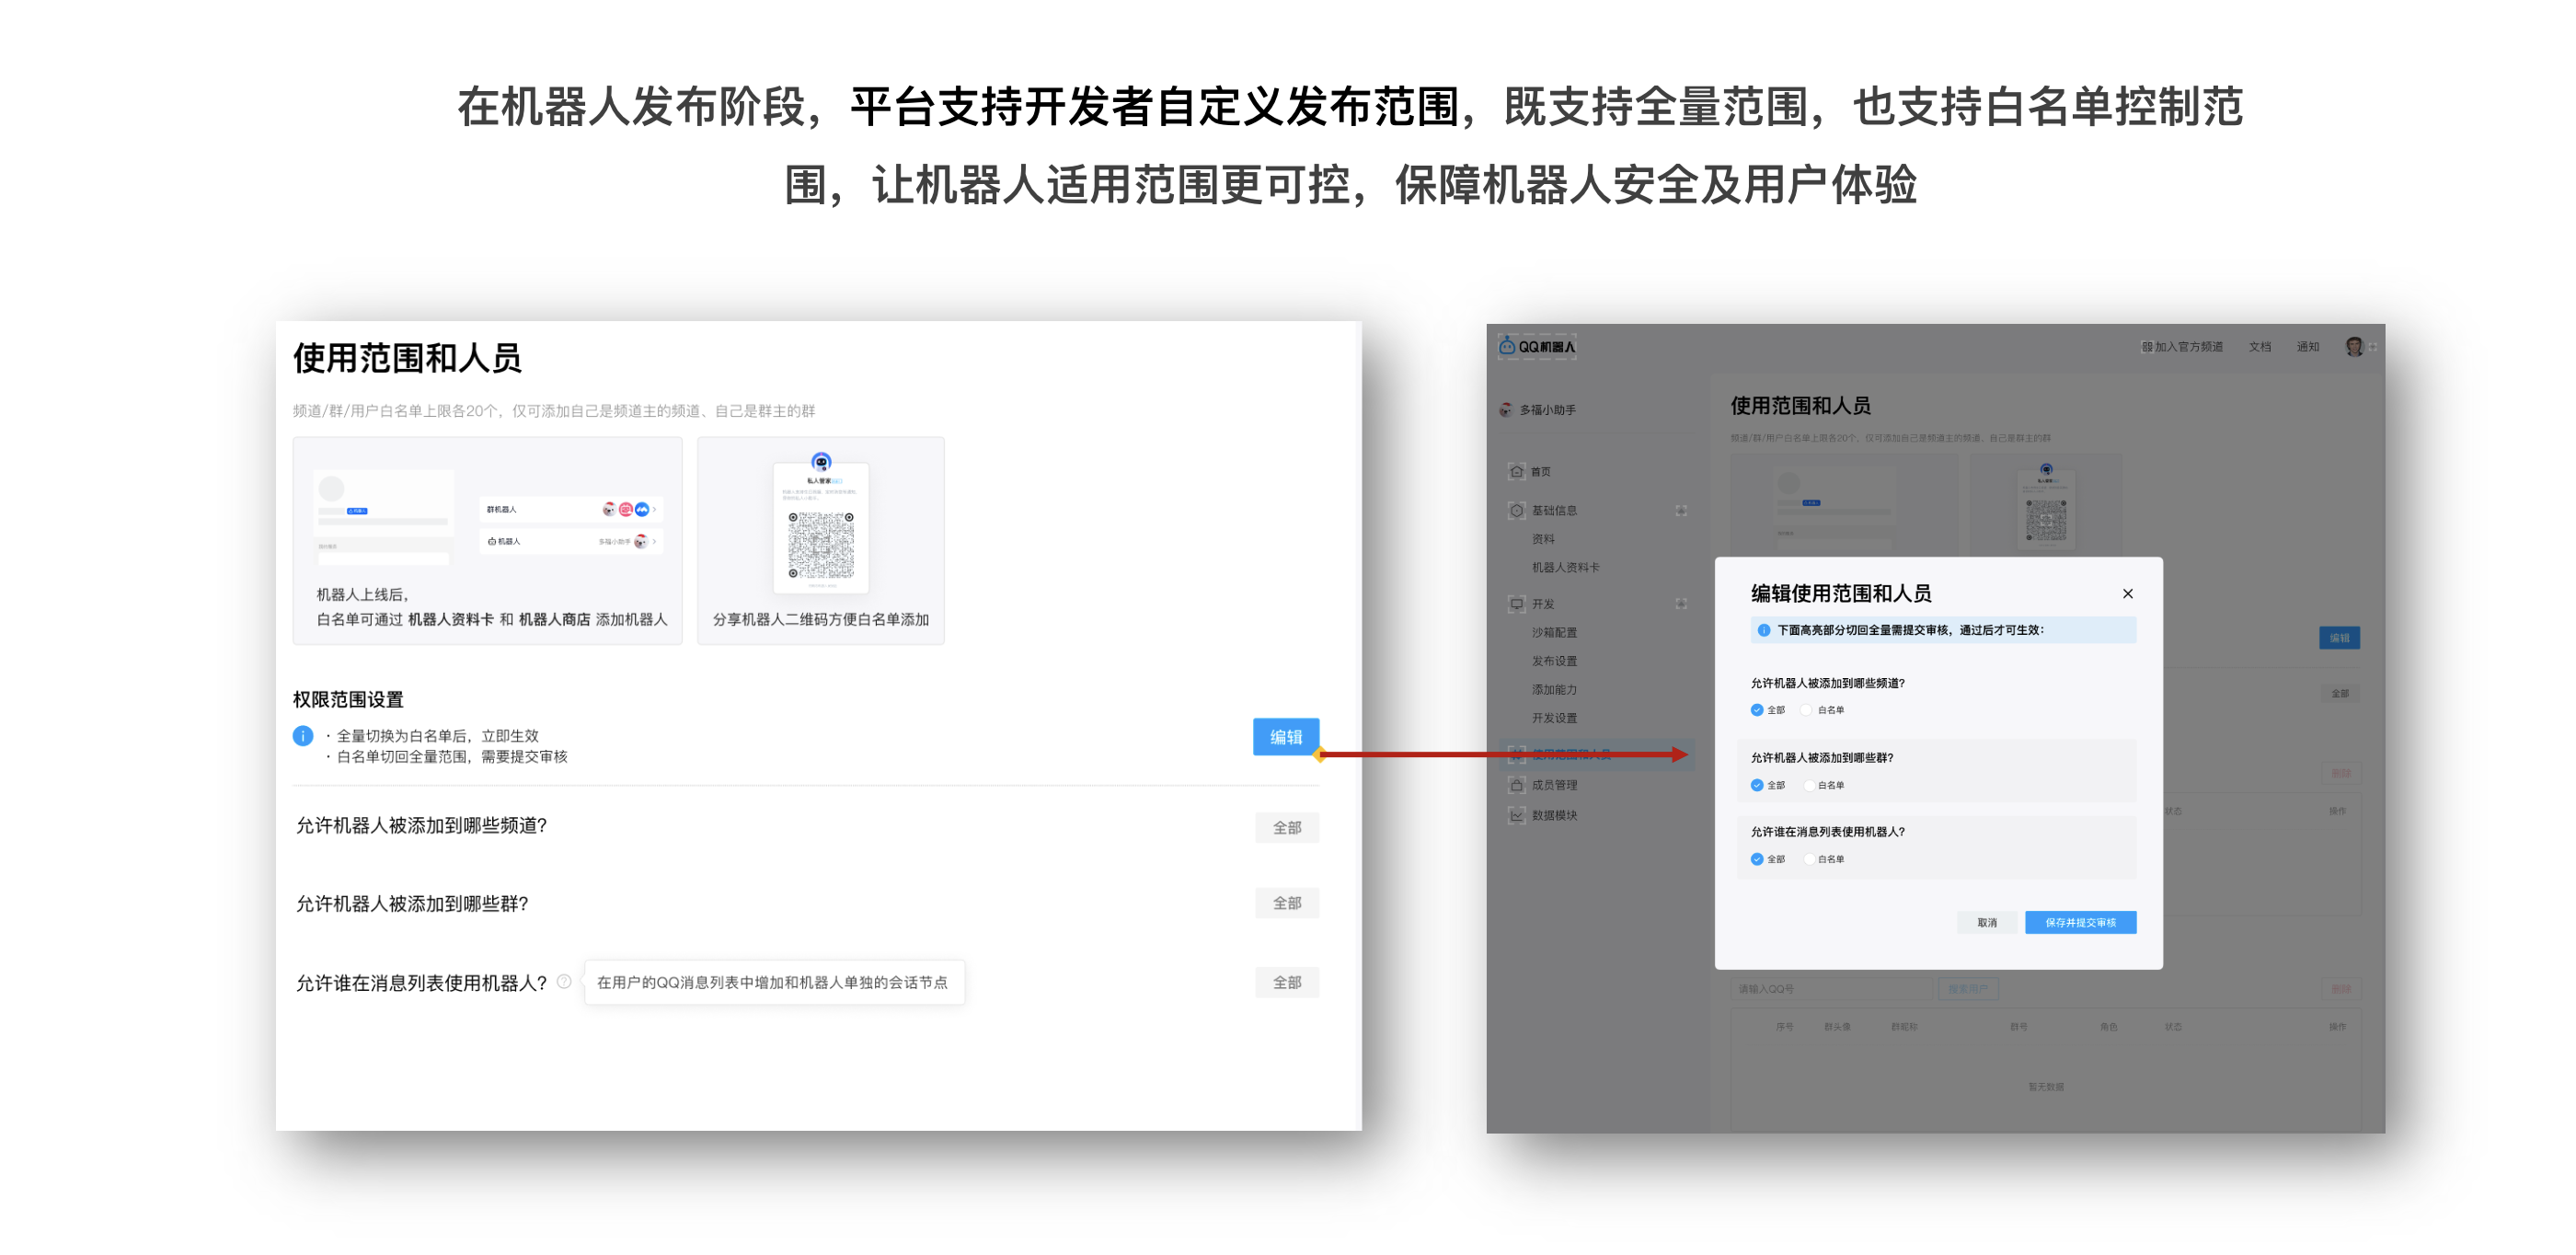 在机器人发布阶段，平台支持开发者自定义发布范围，既支持全量范围，也支持白名单控制范
围，让机器人适用范围更可控，保障机器人安全及用户体验
使用范围和人员
频道/群/用户白名单上限各20个，仅可添加自己是频道主的频道、自己是群主的群
群机器人
机器人
多福小助手
机器人上线后，
白名单可通过 机器人资料卡 和 机器人商店 添加机器人
私人管家
分享机器人二维码方便白名单添加
权限范围设置
· 全量切换为白名单后，立即生效
· 白名单切回全量范围，需要提交审核
编辑
允许机器人被添加到哪些频道?
全部
允许机器人被添加到哪些群?
全部
允许谁在消息列表使用机器人?
在用户的QQ消息列表中增加和机器人单独的会话节点
全部
QQ机器人
加入官方频道
文档
通知
多福小助手
首页
基础信息
资料
机器人资料卡
开发
沙箱配置
发布设置
添加能力
开发设置
使用范围和人员
成员管理
数据模块
使用范围和人员
频道/群/用户白名单上限各20个，仅可添加自己是频道主的频道、自己是群主的群
编辑
全部
删除
状态
操作
编辑使用范围和人员
下面高亮部分切回全量需提交审核，通过后才可生效：
允许机器人被添加到哪些频道?
全部
白名单
允许机器人被添加到哪些群?
全部
白名单
允许谁在消息列表使用机器人?
全部
白名单
取消
保存并提交审核
请输入QQ号
搜索用户
删除
序号
群头像
群昵称
群号
角色
状态
操作
暂无数据